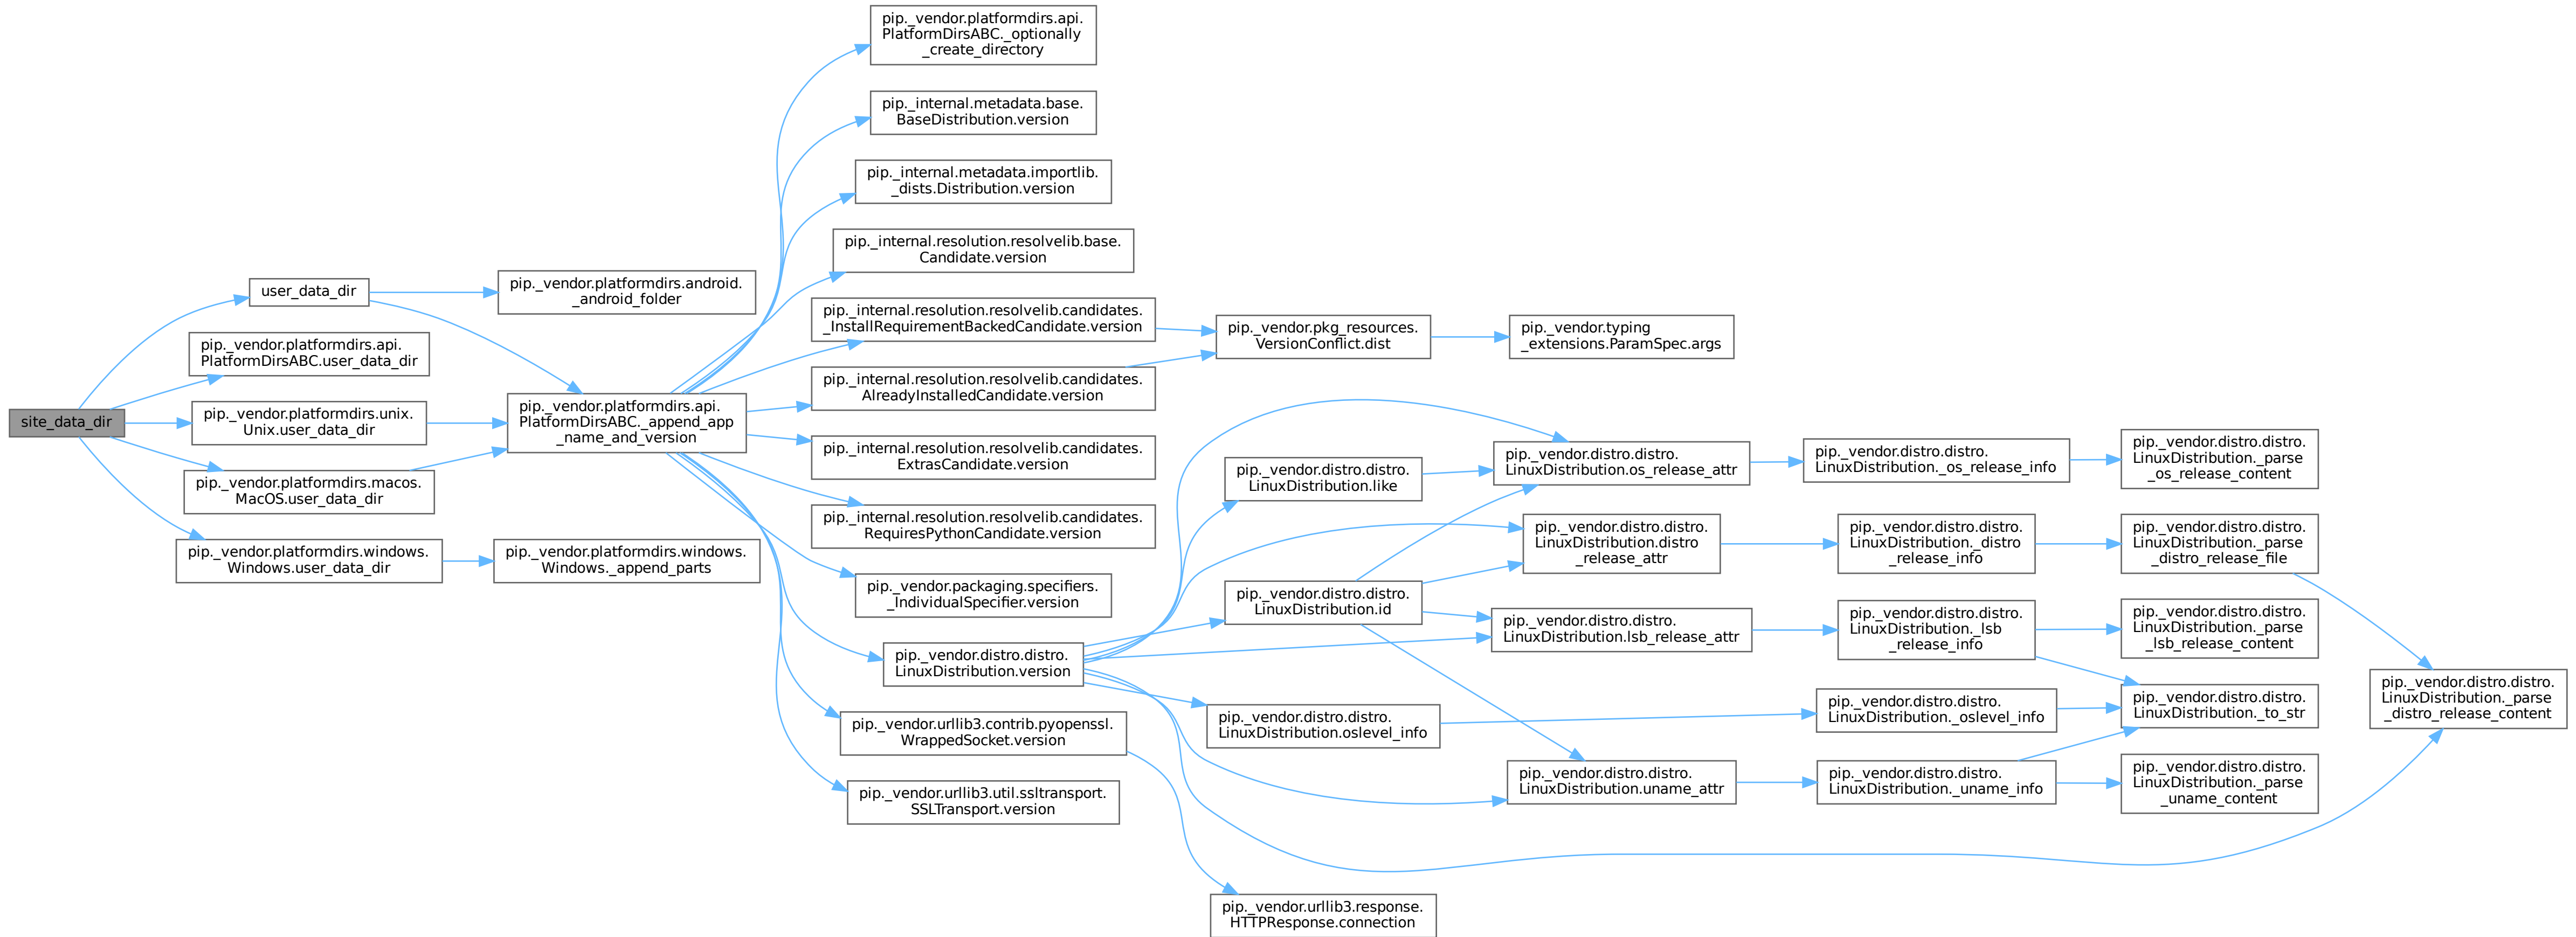 site_data_dir
user_data_dir
pip._vendor.platformdirs.api.
PlatformDirsABC.user_data_dir
pip._vendor.platformdirs.unix.
Unix.user_data_dir
pip._vendor.platformdirs.macos.
MacOS.user_data_dir
pip._vendor.platformdirs.windows.
Windows.user_data_dir
pip._vendor.platformdirs.android.
_android_folder
pip._vendor.platformdirs.api.
PlatformDirsABC._append_app
_name_and_version
pip._vendor.platformdirs.windows.
Windows._append_parts
pip._vendor.platformdirs.api.
PlatformDirsABC._optionally
_create_directory
pip._internal.metadata.base.
BaseDistribution.version
pip._internal.metadata.importlib.
_dists.Distribution.version
pip._internal.resolution.resolvelib.base.
Candidate.version
pip._internal.resolution.resolvelib.candidates.
_InstallRequirementBackedCandidate.version
pip._internal.resolution.resolvelib.candidates.
AlreadyInstalledCandidate.version
pip._internal.resolution.resolvelib.candidates.
ExtrasCandidate.version
pip._internal.resolution.resolvelib.candidates.
RequiresPythonCandidate.version
pip._vendor.packaging.specifiers.
_IndividualSpecifier.version
pip._vendor.distro.distro.
LinuxDistribution.version
pip._vendor.urllib3.contrib.pyopenssl.
WrappedSocket.version
pip._vendor.urllib3.util.ssltransport.
SSLTransport.version
pip._vendor.pkg_resources.
VersionConflict.dist
pip._vendor.distro.distro.
LinuxDistribution.like
pip._vendor.distro.distro.
LinuxDistribution.id
pip._vendor.distro.distro.
LinuxDistribution.oslevel_info
pip._vendor.urllib3.response.
HTTPResponse.connection
pip._vendor.typing
_extensions.ParamSpec.args
pip._vendor.distro.distro.
LinuxDistribution.os_release_attr
pip._vendor.distro.distro.
LinuxDistribution.distro
_release_attr
pip._vendor.distro.distro.
LinuxDistribution.lsb_release_attr
pip._vendor.distro.distro.
LinuxDistribution.uname_attr
pip._vendor.distro.distro.
LinuxDistribution._os_release_info
pip._vendor.distro.distro.
LinuxDistribution._distro
_release_info
pip._vendor.distro.distro.
LinuxDistribution._lsb
_release_info
pip._vendor.distro.distro.
LinuxDistribution._oslevel_info
pip._vendor.distro.distro.
LinuxDistribution._uname_info
pip._vendor.distro.distro.
LinuxDistribution._parse
_os_release_content
pip._vendor.distro.distro.
LinuxDistribution._parse
_distro_release_file
pip._vendor.distro.distro.
LinuxDistribution._parse
_lsb_release_content
pip._vendor.distro.distro.
LinuxDistribution._to_str
pip._vendor.distro.distro.
LinuxDistribution._parse
_uname_content
pip._vendor.distro.distro.
LinuxDistribution._parse
_distro_release_content